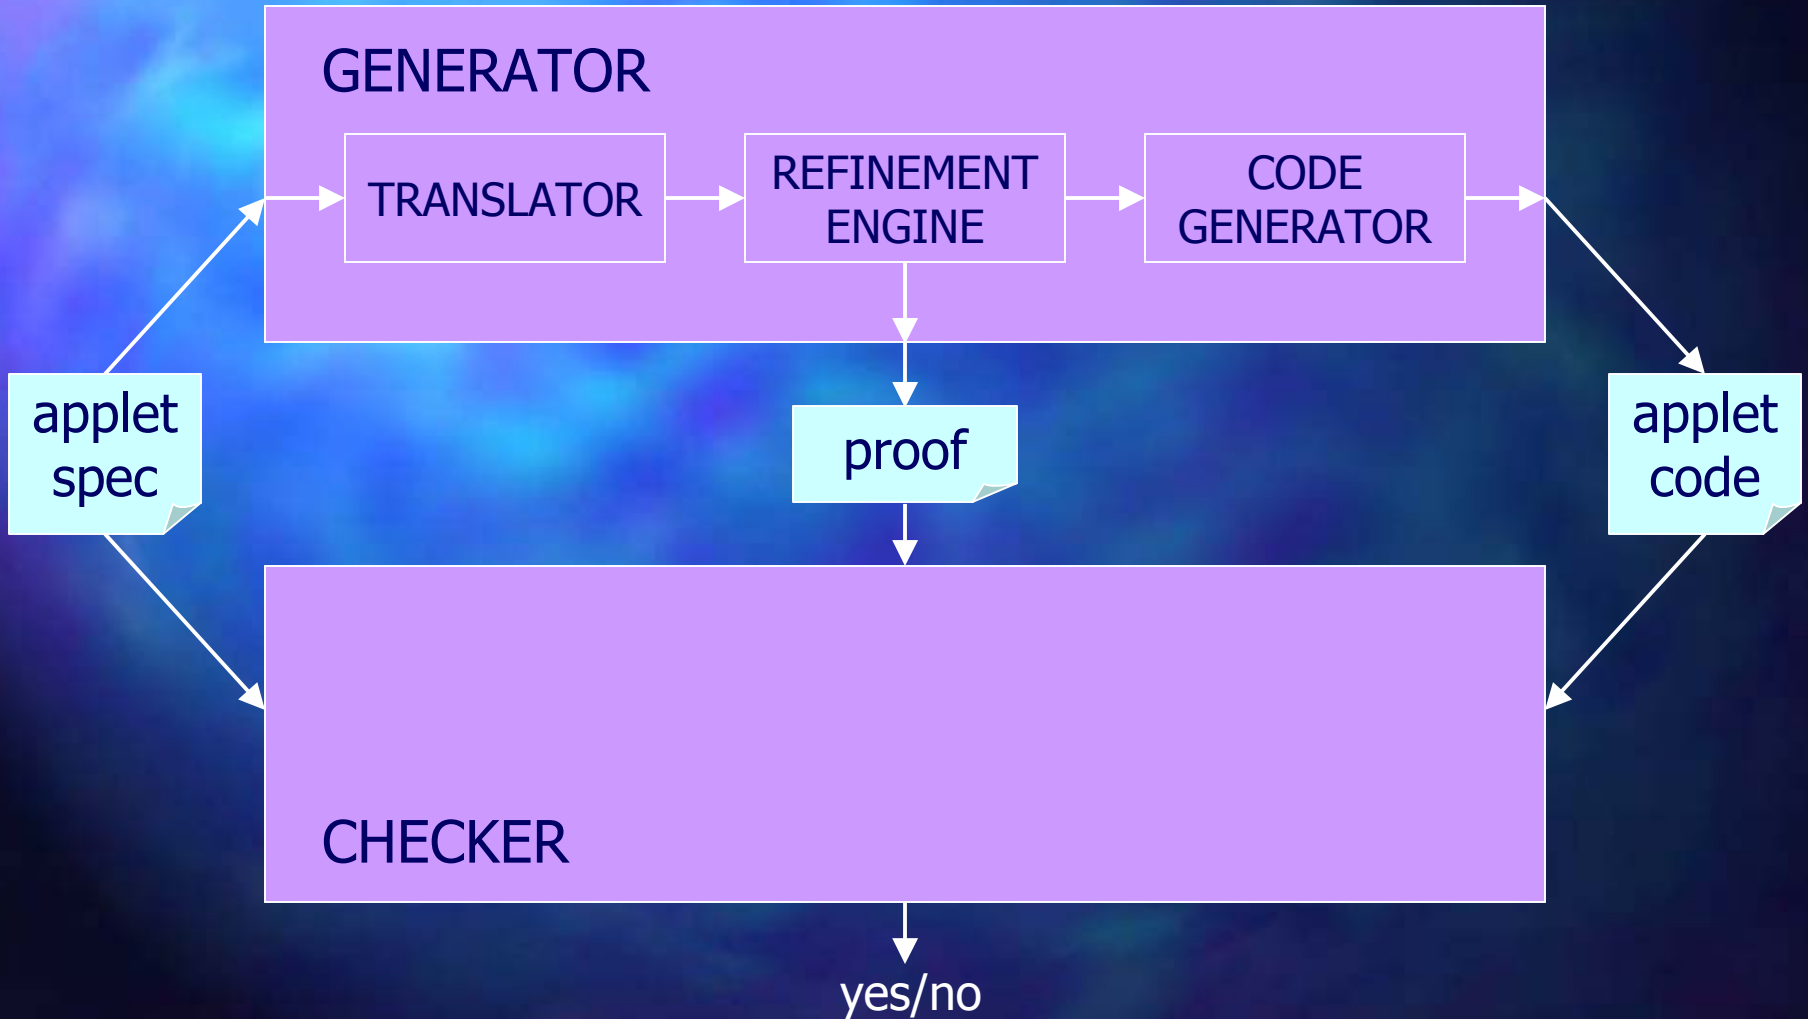 GENERATOR
TRANSLATOR
REFINEMENT
ENGINE
CODE
GENERATOR
applet
spec
proof
applet
code
CHECKER
yes/no